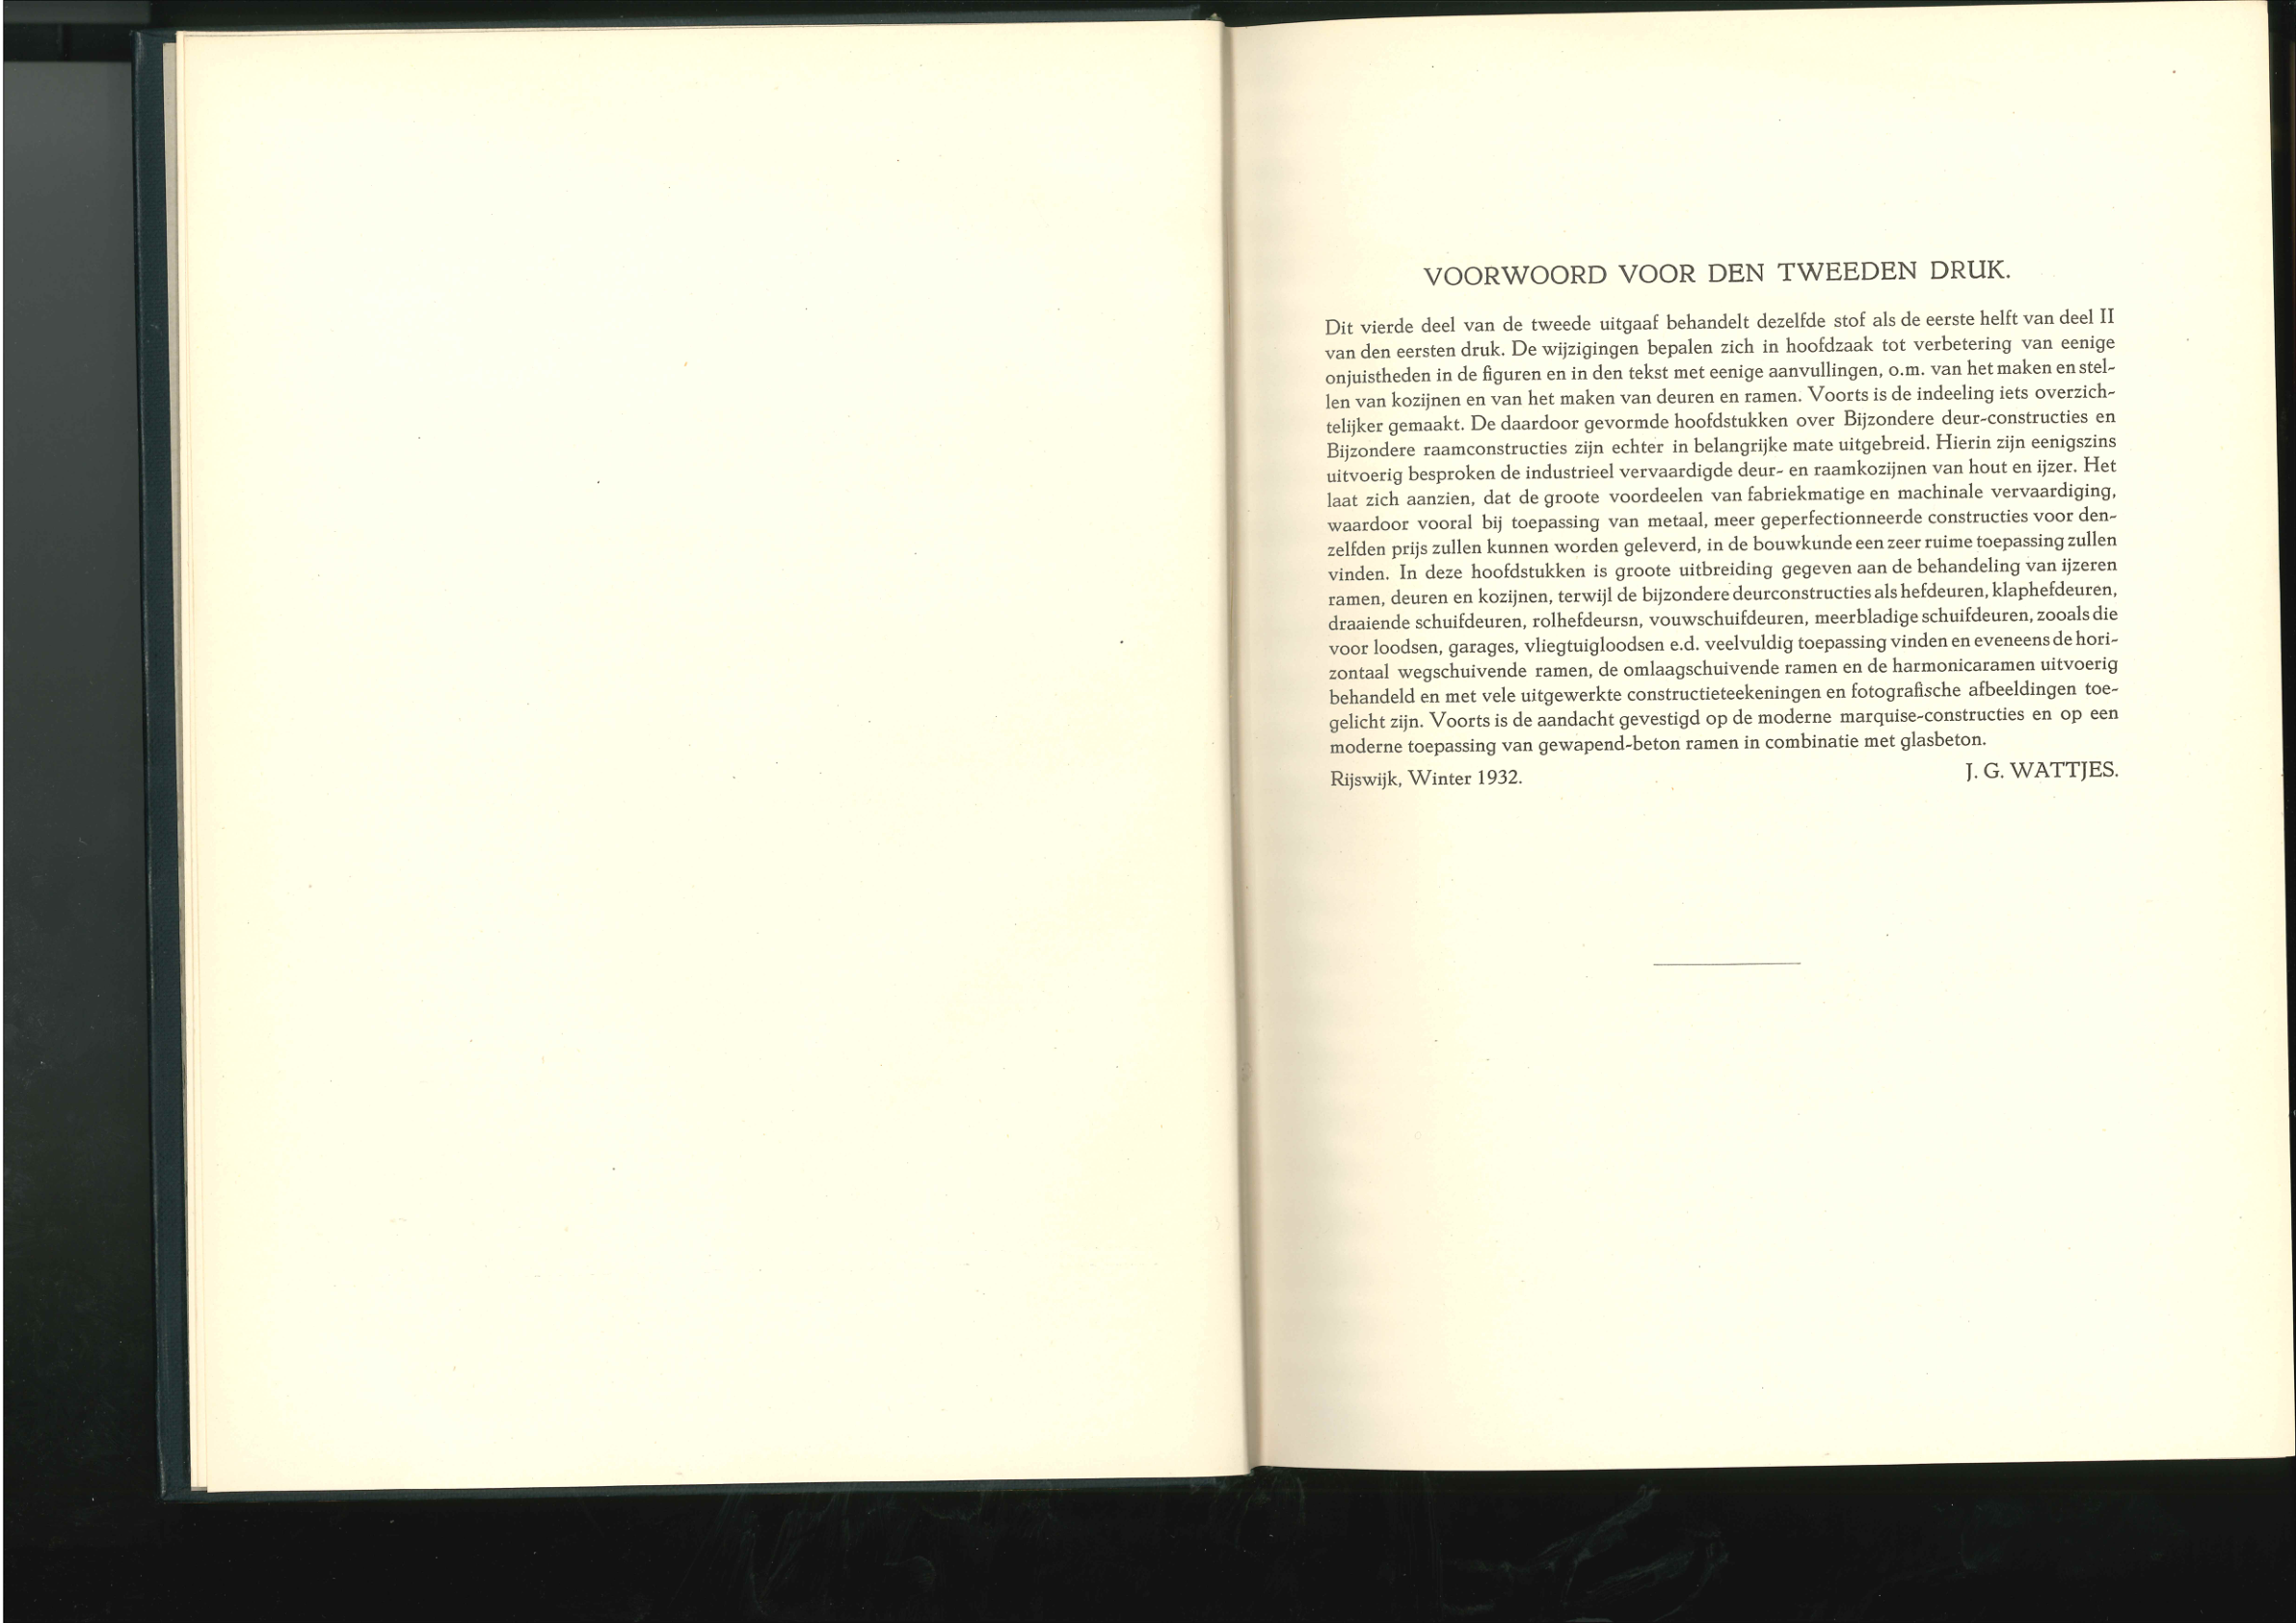 VOORWOORD VOOR DEN TWEEDEN DRUK.
Dit vierde deel van de tweede uitgaaf behandelt dezelfde stof als de eerste helft van deel II
van den eersten druk. De wijzigingen bepalen zich in hoofdzaak tot verbetering van eenige
onjuistheden in de figuren en in den tekst met eenige aanvullingen, o.m. van het maken en stel-
len van kozijnen en van het maken van deuren en ramen. Voorts is de indeeling iets overzich-
telijker gemaakt. De daardoor gevormde hoofdstukken over Bijzondere deur-constructies en
Bijzondere raamconstructies zijn echter in belangrijke mate uitgebreid. Hierin zijn eenigszins
uitvoerig besproken de industrieel vervaardigde deur- en raamkozijnen van hout en ijzer. Het
laat zich aanzien, dat de groote voordeelen van fabriekmatige en machinale vervaardiging,
waardoor vooral bij toepassing van metaal, meer geperfectionneerde constructies voor den-
zelfden prijs zullen kunnen worden geleverd, in de bouwkunde een zeer ruime toepassing zullen
vinden. In deze hoofdstukken is groote uitbreiding gegeven aan de behandeling van ijzeren
ramen, deuren en kozijnen, terwijl de bijzondere deurconstructies als hefdeuren, klaphefdeuren,
draaiende schuifdeuren, rolhefdeursn, vouwschuifdeuren, meerbladige schuifdeuren, zooals die
voor loodsen, garages, vliegtuigloodsen e.d. veelvuldig toepassing vinden en eveneens de hori-
zontaal wegschuivende ramen, de omlaagschuivende ramen en de harmonicaramen uitvoerig
behandeld en met vele uitgewerkte constructieteekeningen en fotografische afbeeldingen toe-
gelicht zijn. Voorts is de aandacht gevestigd op de moderne marquise-constructies en op een
moderne toepassing van gewapend-beton ramen in combinatie met glasbeton.
Rijswijk, Winter 1932. J. G. WATTJES.